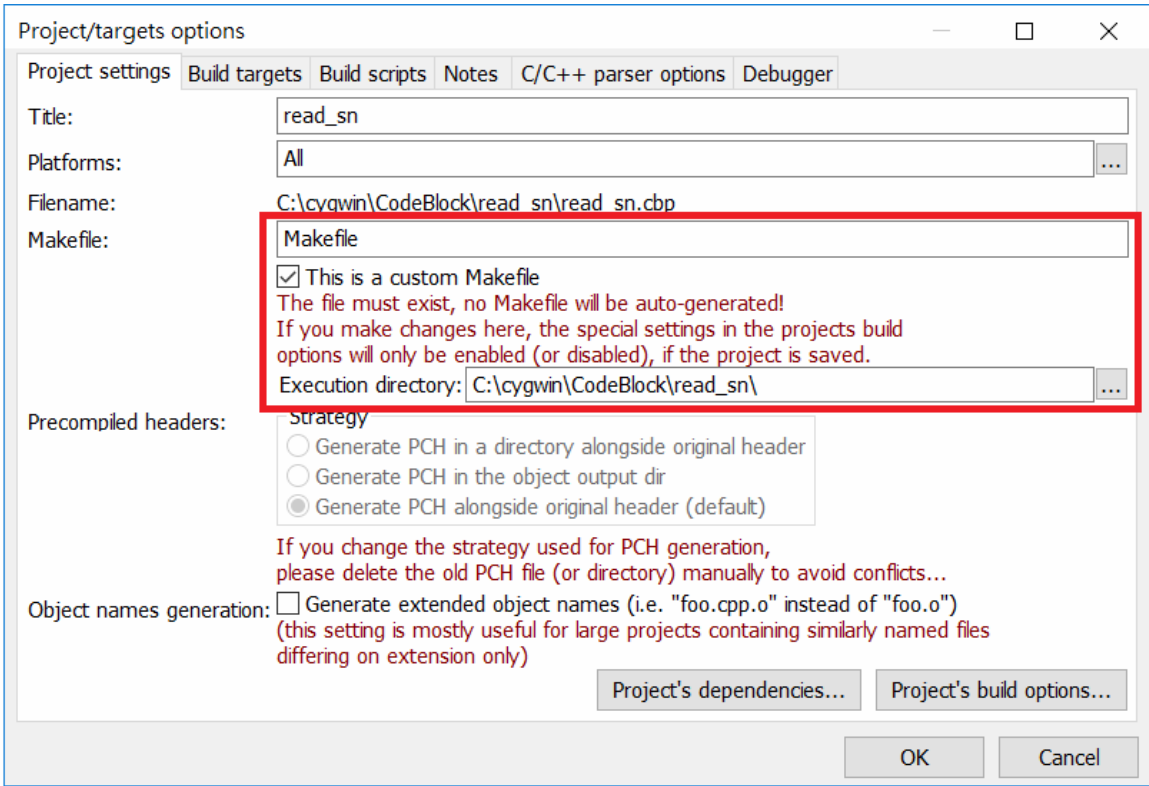 Project/targets options
Project settings Build targets Build scripts Notes C/C++ parser options Debugger
Title: read_sn
Platforms: All ...
Filename: C:\cygwin\CodeBlock\read_sn\read_sn.cbp
Makefile: Makefile
This is a custom Makefile
The file must exist, no Makefile will be auto-generated!
If you make changes here, the special settings in the projects build
options will only be enabled (or disabled), if the project is saved.
Execution directory: C:\cygwin\CodeBlock\read_sn\ ...
Precompiled headers: Strategy
Generate PCH in a directory alongside original header
Generate PCH in the object output dir
Generate PCH alongside original header (default)
If you change the strategy used for PCH generation,
please delete the old PCH file (or directory) manually to avoid conflicts...
Object names generation: Generate extended object names (i.e. "foo.cpp.o" instead of "foo.o")
(this setting is mostly useful for large projects containing similarly named files
differing on extension only)
Project's dependencies... Project's build options...
OK Cancel